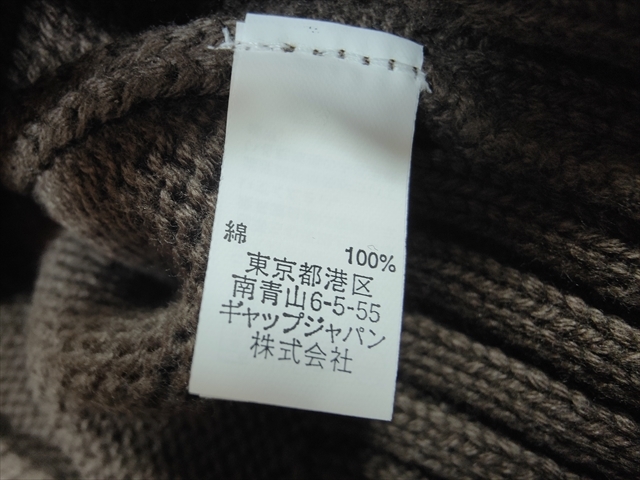 綿 100%
東京都港区
南青山6-5-55
ギャップジャパン
株式会社